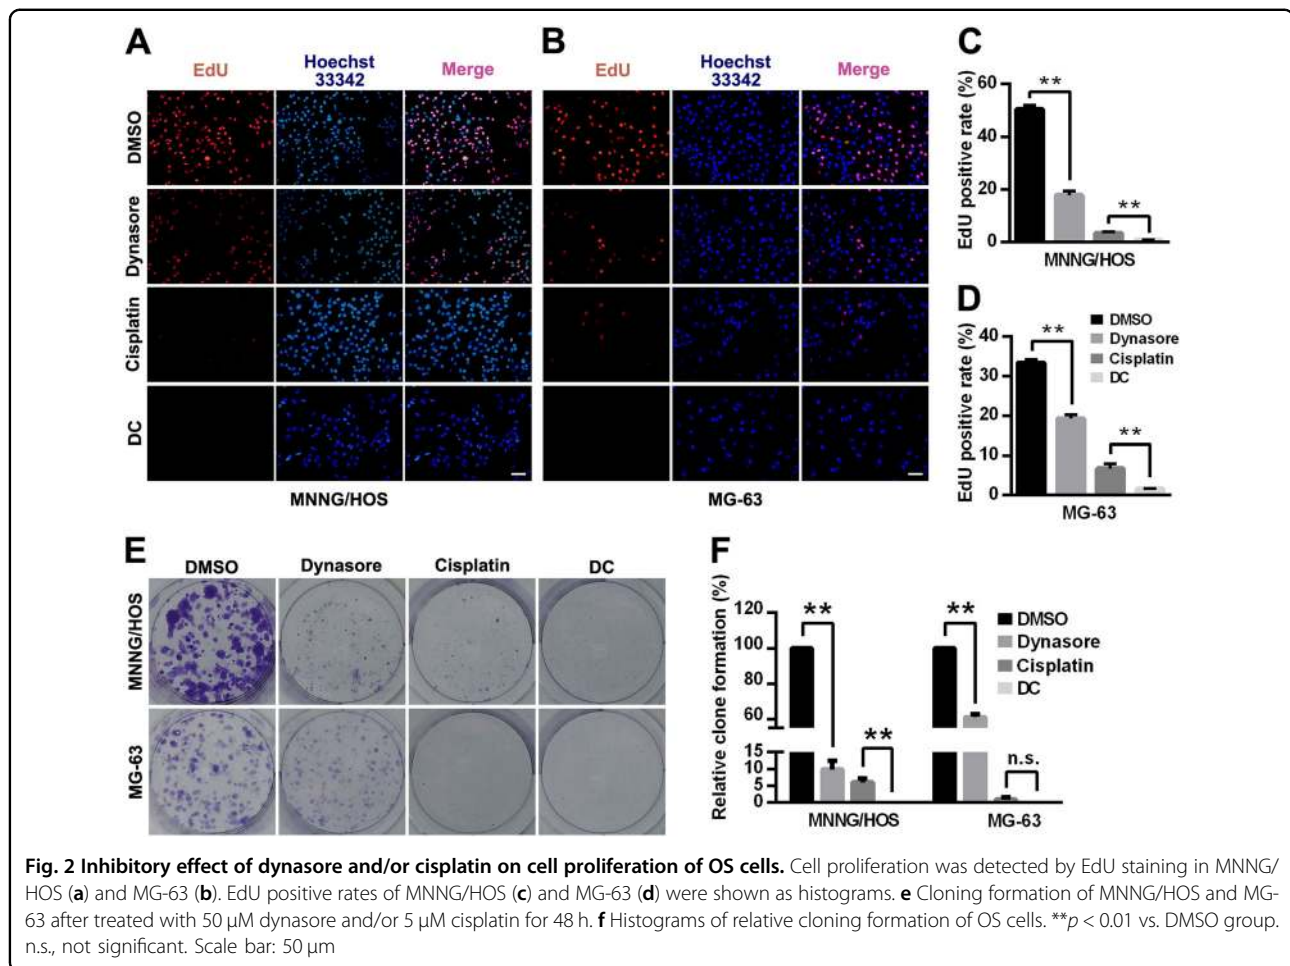 A
EdU
Hoechst
33342
Merge
DMSO
Dynasore
Cisplatin
DC
MNNG/HOS
B
EdU
Hoechst
33342
Merge
MG-63
C
EdU positive rate (%)
60
40
20
0
**
**
MNNG/HOS
D
EdU positive rate (%)
40
30
20
10
0
**
**
DMSO
Dynasore
Cisplatin
DC
MG-63
E
DMSO
Dynasore
Cisplatin
DC
MNNG/HOS
MG-63
F
Relative clone formation (%)
120
100
80
60
15
10
5
0
**
**
**
n.s.
DMSO
Dynasore
Cisplatin
DC
MNNG/HOS
MG-63
Fig. 2 Inhibitory effect of dynasore and/or cisplatin on cell proliferation of OS cells. Cell proliferation was detected by EdU staining in MNNG/
HOS (a) and MG-63 (b). EdU positive rates of MNNG/HOS (c) and MG-63 (d) were shown as histograms. e Cloning formation of MNNG/HOS and MG-
63 after treated with 50 µM dynasore and/or 5 µM cisplatin for 48 h. f Histograms of relative cloning formation of OS cells. **p < 0.01 vs. DMSO group.
n.s., not significant. Scale bar: 50 µm